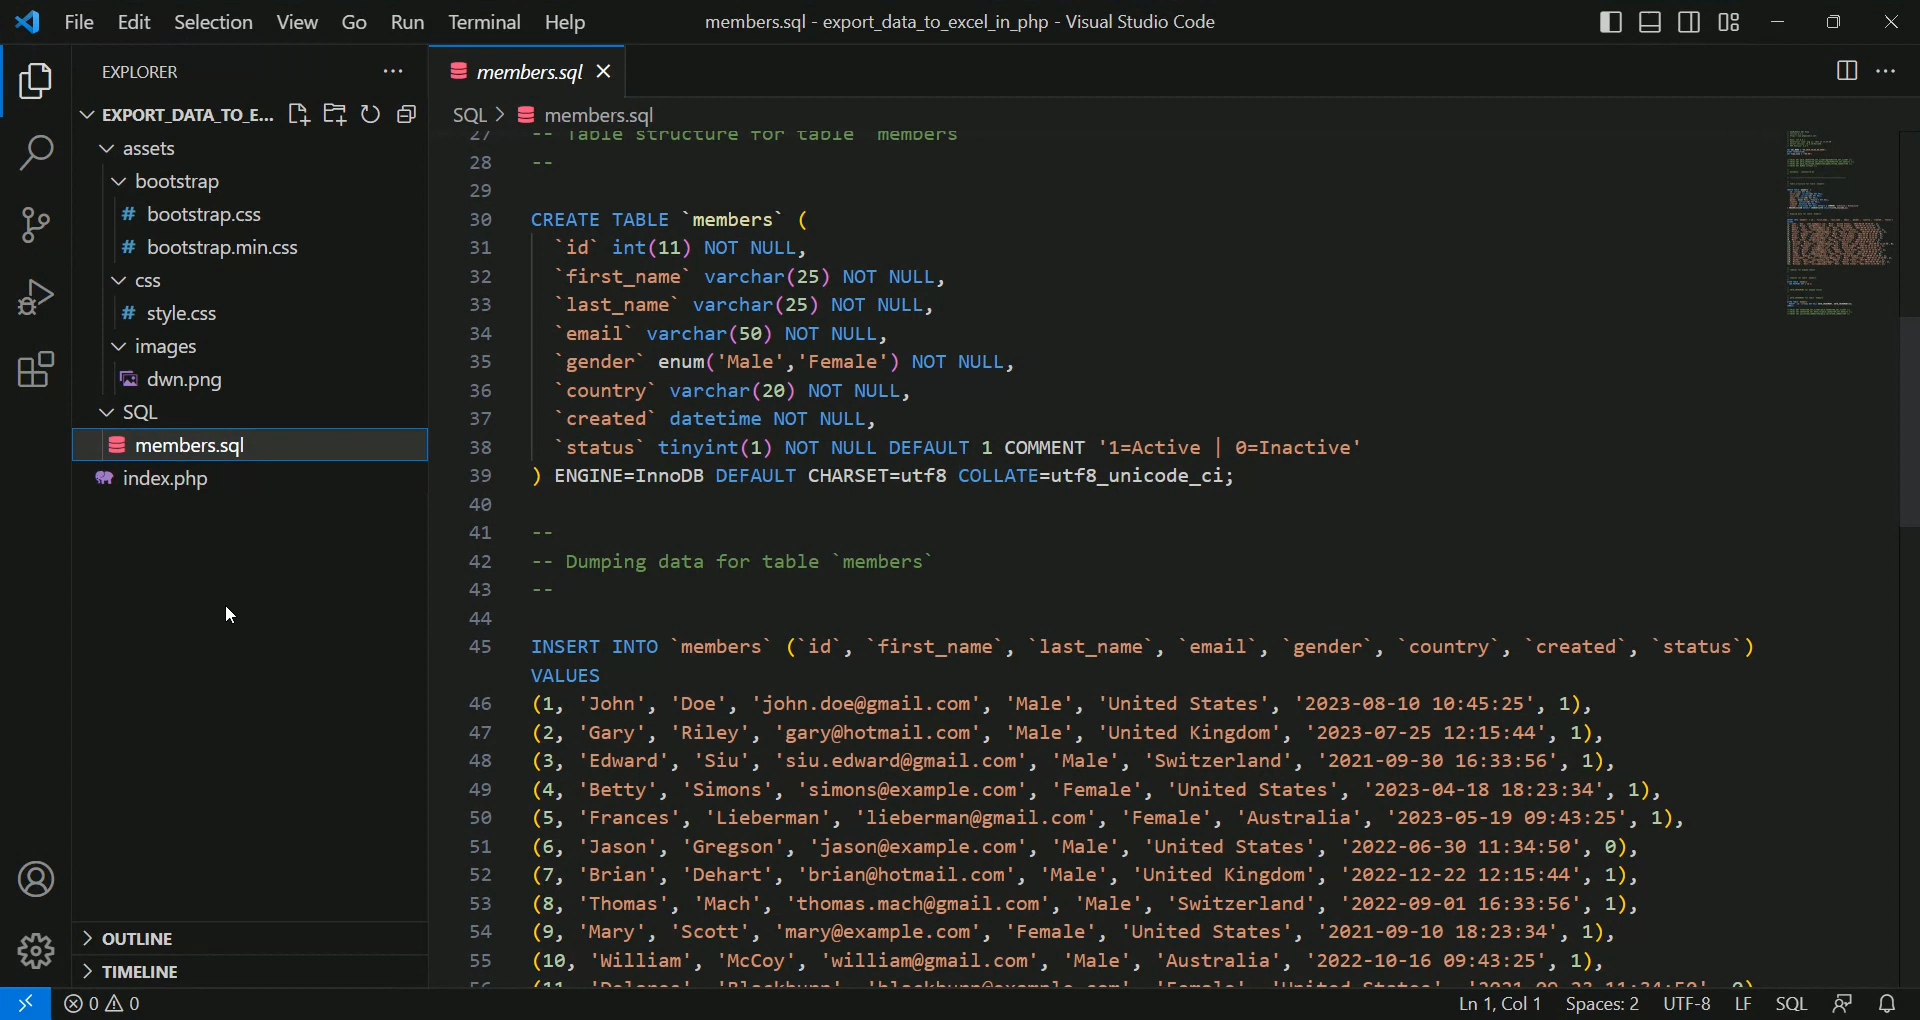 File Edit Selection View Go Run Terminal Help
members.sql - export_data_to_excel_in_php - Visual Studio Code
EXPLORER
EXPORT_DATA_TO_E...
assets
bootstrap
# bootstrap.css
# bootstrap.min.css
css
# style.css
images
dwn.png
SQL
members.sql
index.php
OUTLINE
TIMELINE
members.sql
SQL > members.sql
27 -- Table structure for table `members`
28 --
29
30 CREATE TABLE `members` (
31 `id` int(11) NOT NULL,
32 `first_name` varchar(25) NOT NULL,
33 `last_name` varchar(25) NOT NULL,
34 `email` varchar(50) NOT NULL,
35 `gender` enum('Male','Female') NOT NULL,
36 `country` varchar(20) NOT NULL,
37 `created` datetime NOT NULL,
38 `status` tinyint(1) NOT NULL DEFAULT 1 COMMENT '1=Active | 0=Inactive'
39 ) ENGINE=InnoDB DEFAULT CHARSET=utf8 COLLATE=utf8_unicode_ci;
40
41 --
42 -- Dumping data for table `members`
43 --
44
45 INSERT INTO `members` (`id`, `first_name`, `last_name`, `email`, `gender`, `country`, `created`, `status`)
VALUES
46 (1, 'John', 'Doe', 'john.doe@gmail.com', 'Male', 'United States', '2023-08-10 10:45:25', 1),
47 (2, 'Gary', 'Riley', 'gary@hotmail.com', 'Male', 'United Kingdom', '2023-07-25 12:15:44', 1),
48 (3, 'Edward', 'Siu', 'siu.edward@gmail.com', 'Male', 'Switzerland', '2021-09-30 16:33:56', 1),
49 (4, 'Betty', 'Simons', 'simons@example.com', 'Female', 'United States', '2023-04-18 18:23:34', 1),
50 (5, 'Frances', 'Lieberman', 'lieberman@gmail.com', 'Female', 'Australia', '2023-05-19 09:43:25', 1),
51 (6, 'Jason', 'Gregson', 'jason@example.com', 'Male', 'United States', '2022-06-30 11:34:50', 0),
52 (7, 'Brian', 'Dehart', 'brian@hotmail.com', 'Male', 'United Kingdom', '2022-12-22 12:15:44', 1),
53 (8, 'Thomas', 'Mach', 'thomas.mach@gmail.com', 'Male', 'Switzerland', '2022-09-01 16:33:56', 1),
54 (9, 'Mary', 'Scott', 'mary@example.com', 'Female', 'United States', '2021-09-10 18:23:34', 1),
55 (10, 'William', 'McCoy', 'william@gmail.com', 'Male', 'Australia', '2022-10-16 09:43:25', 1),
0 0
Ln 1, Col 1 Spaces: 2 UTF-8 LF SQL